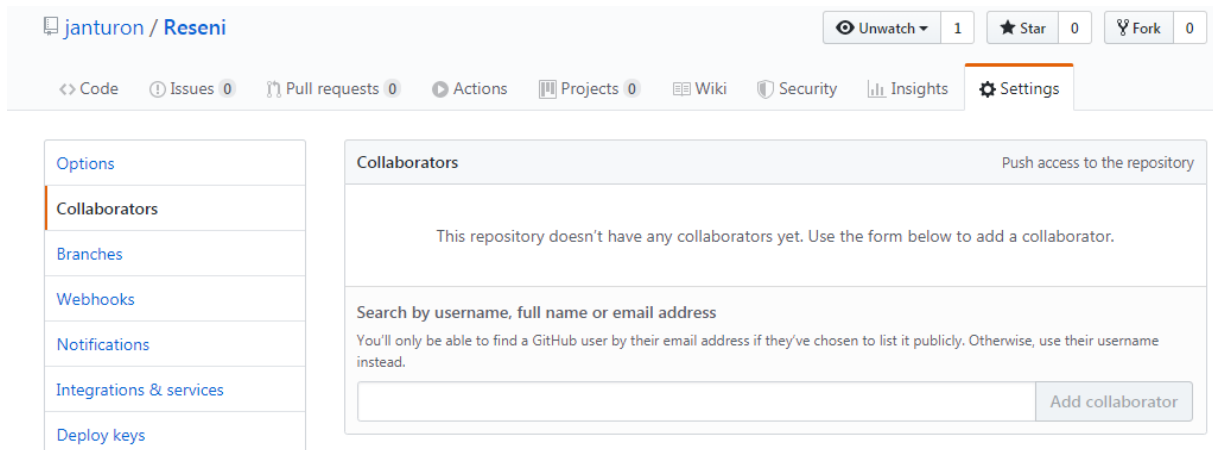 janturon / Reseni
Unwatch 1 Star 0 Fork 0
Code Issues 0 Pull requests 0 Actions Projects 0 Wiki Security Insights Settings
Options
Collaborators
Branches
Webhooks
Notifications
Integrations & services
Deploy keys
Collaborators Push access to the repository
This repository doesn't have any collaborators yet. Use the form below to add a collaborator.
Search by username, full name or email address
You'll only be able to find a GitHub user by their email address if they've chosen to list it publicly. Otherwise, use their username
instead.
Add collaborator